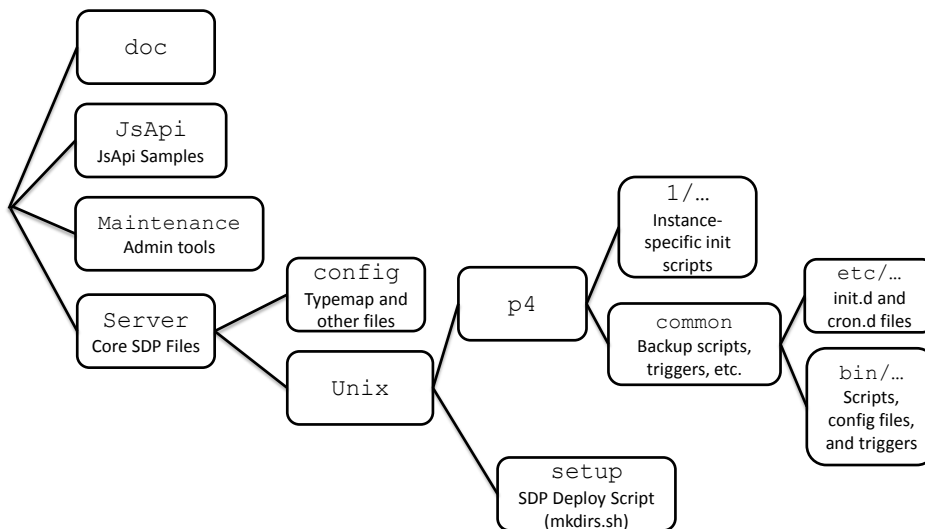 doc
JsApi
JsApi Samples
Maintenance
Admin tools
Server
Core SDP Files
config
Typemap and
other files
Unix
p4
setup
SDP Deploy Script
(mkdirs.sh)
1/…
Instance-
specific init
scripts
common
Backup scripts,
triggers, etc.
etc/…
init.d and
cron.d files
bin/…
Scripts,
config files,
and triggers